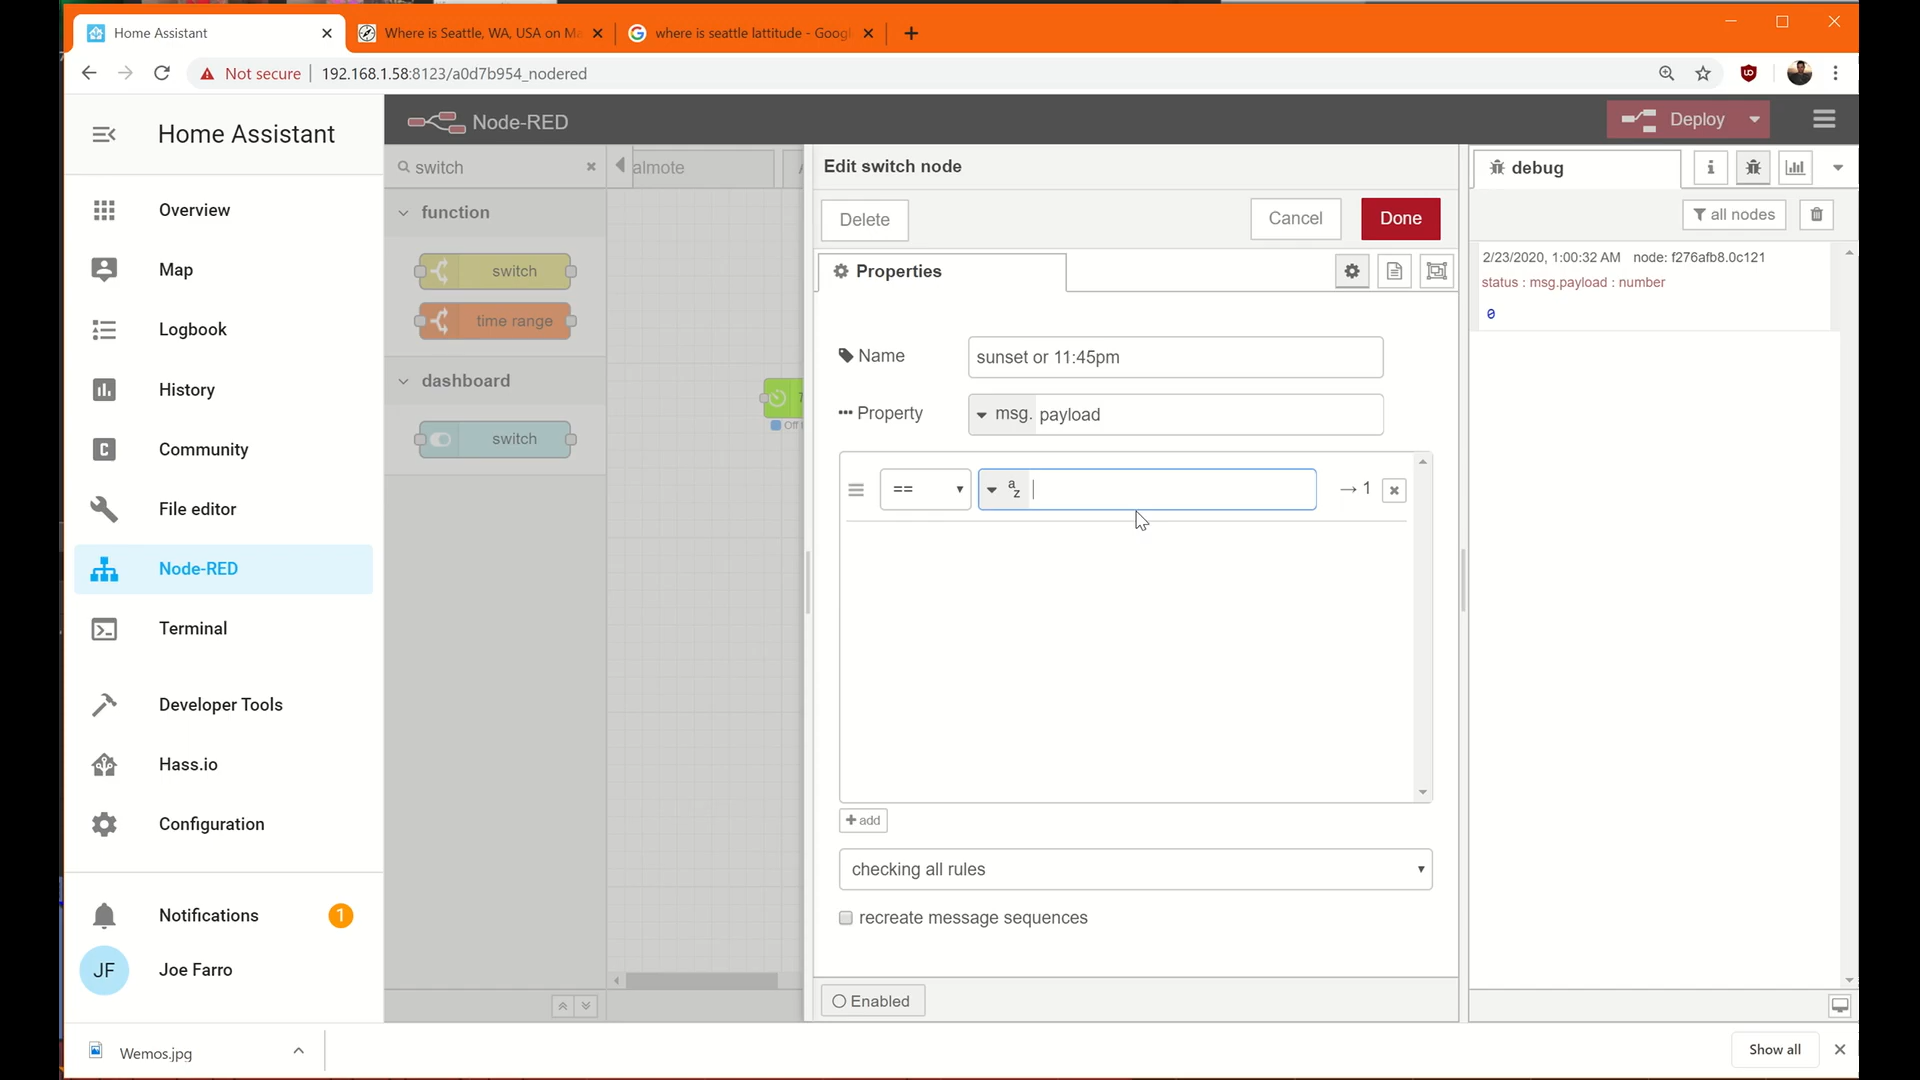 Home Assistant
Where is Seattle, WA, USA on Ma
where is seattle lattitude - Googl
Not secure
192.168.1.58:8123/a0d7b954_nodered
Home Assistant
Node-RED
Deploy
switch
almote
Edit switch node
debug
Overview
function
Delete
Cancel
Done
all nodes
Map
switch
Properties
2/23/2020, 1:00:32 AM node: f276afb8.0c121
status : msg.payload : number
0
Logbook
time range
Name
sunset or 11:45pm
History
dashboard
Property
msg. payload
Off
Community
switch
==
az
→ 1
File editor
Node-RED
Terminal
Developer Tools
Hass.io
Configuration
add
checking all rules
recreate message sequences
Notifications
1
JF
Joe Farro
Enabled
Wemos.jpg
Show all